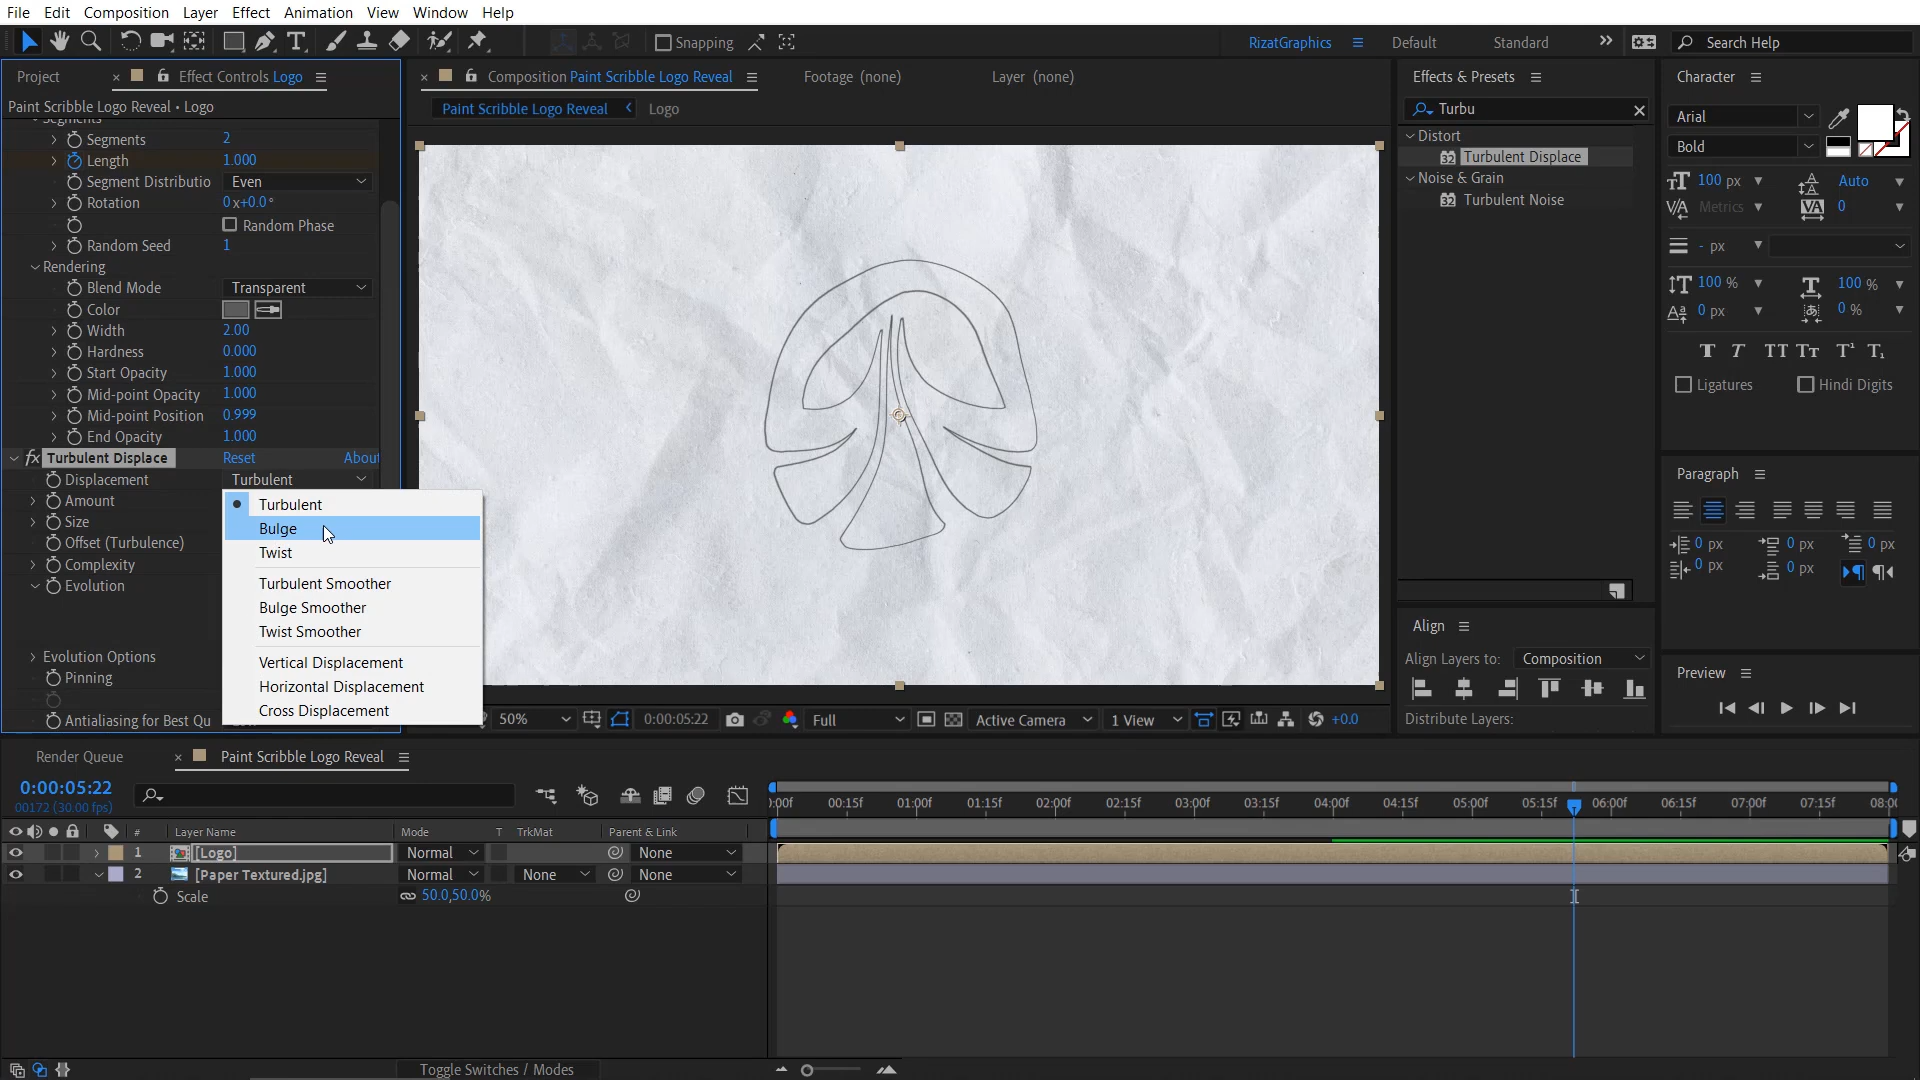 File Edit Composition Layer Effect Animation View Window Help
Snapping
RizatGraphics Default Standard Search Help
Project Effect Controls Logo
Composition Paint Scribble Logo Reveal Footage (none) Layer (none)
Effects & Presets
Character
Paint Scribble Logo Reveal • Logo
Paint Scribble Logo Reveal Logo
Turbu
Arial
Bold
Segments
Segments 2
Length 1.000
Segment Distributio Even
Rotation 0x+0.0°
Random Phase
Random Seed 1
Rendering
Blend Mode Transparent
Color
Width 2.00
Hardness 0.000
Start Opacity 1.000
Mid-point Opacity 1.000
Mid-point Position 0.999
End Opacity 1.000
fx Turbulent Displace Reset About
Displacement Turbulent
Amount
Size
Offset (Turbulence)
Complexity
Evolution
Evolution Options
Pinning
Antialiasing for Best Qu
Turbulent
Bulge
Twist
Turbulent Smoother
Bulge Smoother
Twist Smoother
Vertical Displacement
Horizontal Displacement
Cross Displacement
Distort
32 Turbulent Displace
Noise & Grain
32 Turbulent Noise
100 px Auto
Metrics 0
- px
100 % 100 %
0 px 0 %
Ligatures Hindi Digits
Paragraph
0 px 0 px 0 px
0 px 0 px
Align
Align Layers to: Composition
Distribute Layers:
Preview
50% 0:00:05:22 Full Active Camera 1 View +0.0
Render Queue Paint Scribble Logo Reveal
0:00:05:22
00172 (30.00 fps)
:00f 00:15f 01:00f 01:15f 02:00f 02:15f 03:00f 03:15f 04:00f 04:15f 05:00f 05:15f 06:00f 06:15f 07:00f 07:15f 08:00
# Layer Name Mode T TrkMat Parent & Link
1 [Logo] Normal None
2 [Paper Textured.jpg] Normal None None
Scale 50.0,50.0%
Toggle Switches / Modes